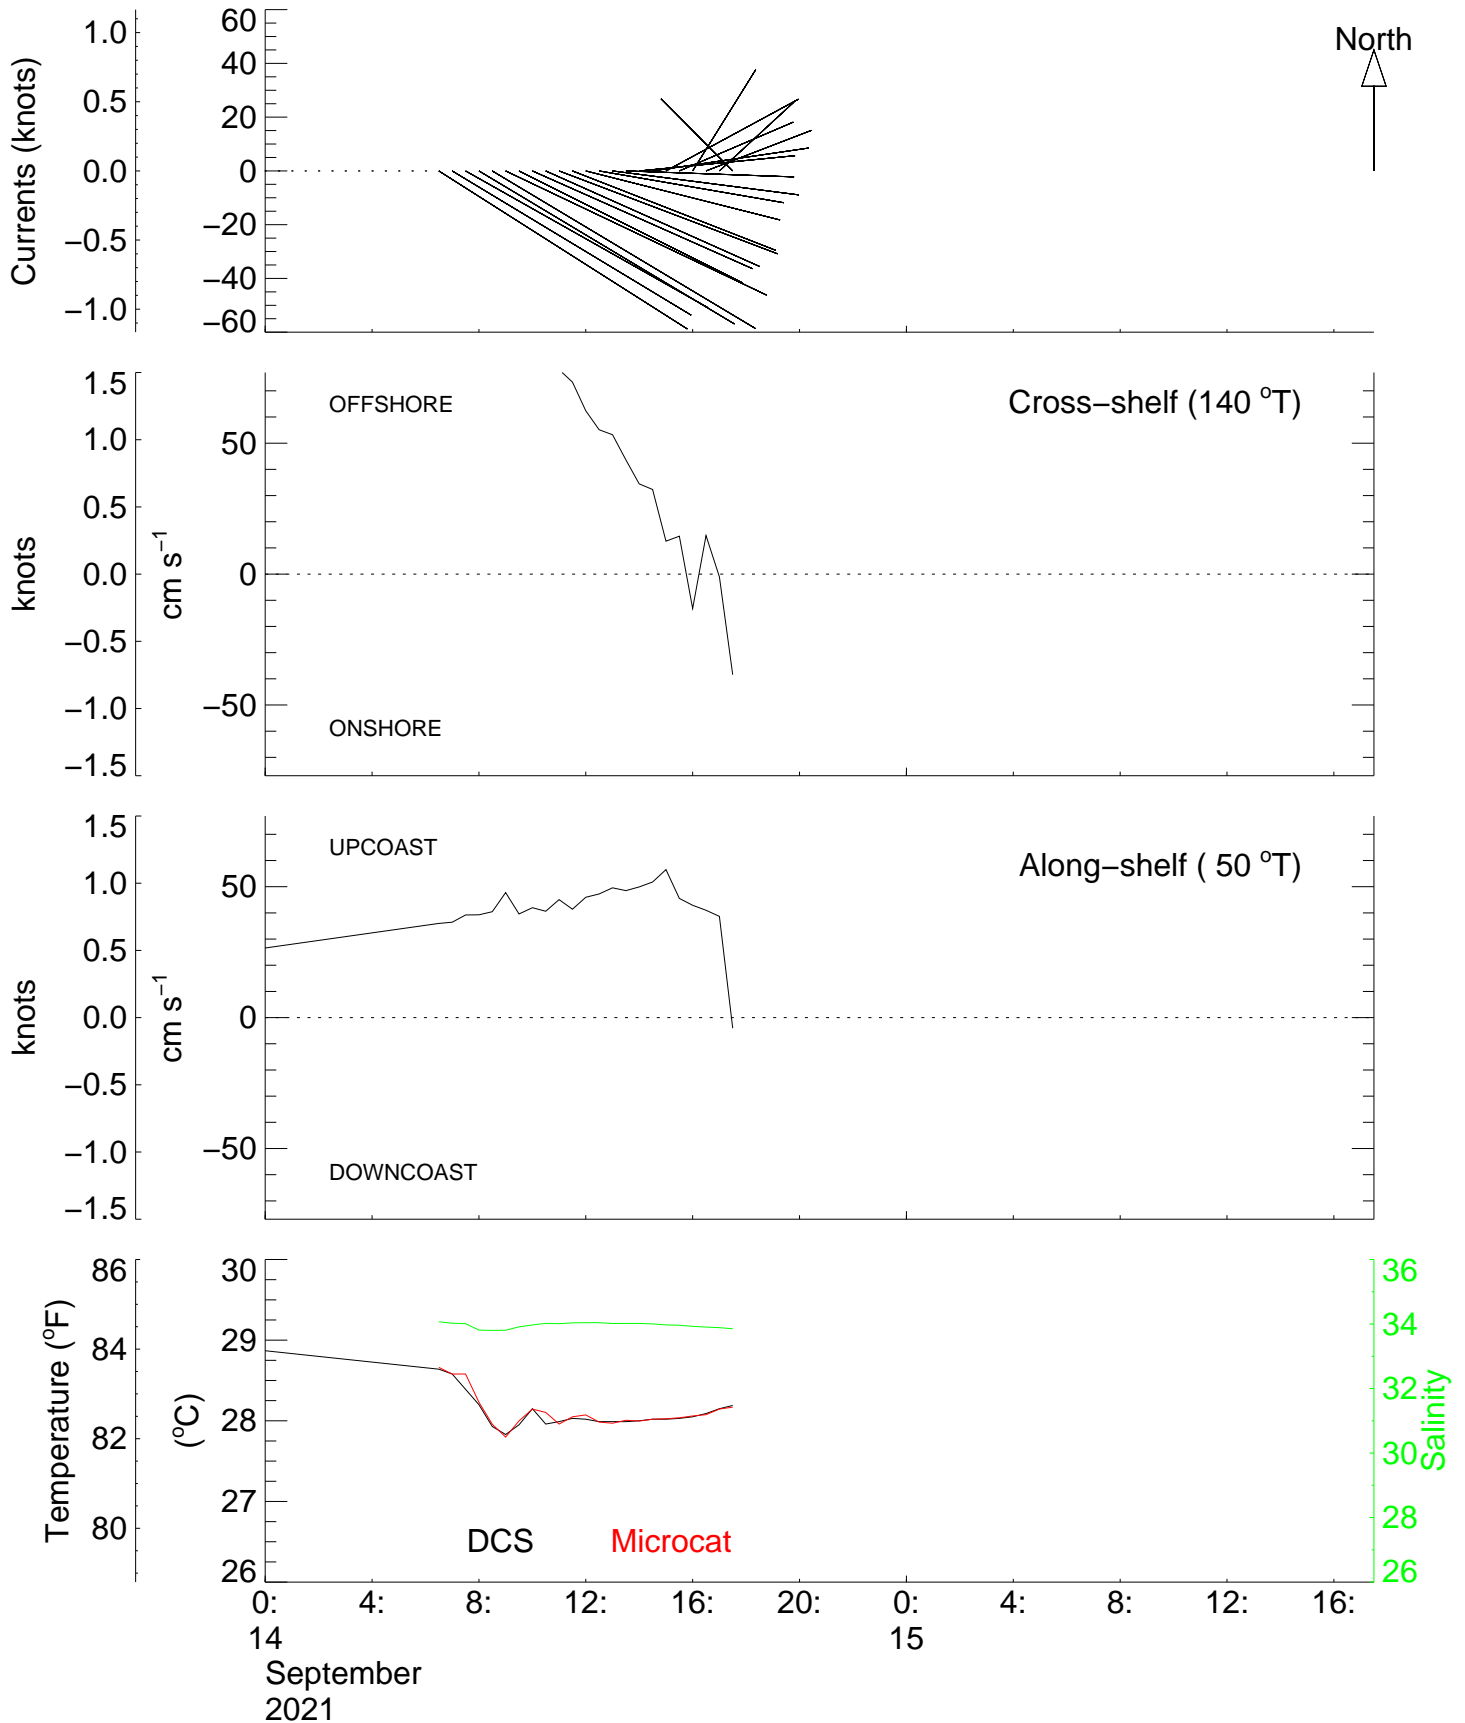 North
Currents (knots)
1.0
0.5
0.0
−0.5
−1.0
60
40
20
0
−20
−40
−60
Cross−shelf (140 °T)
OFFSHORE
ONSHORE
knots
1.5
1.0
0.5
0.0
−0.5
−1.0
−1.5
cm s⁻¹
50
0
−50
Along−shelf ( 50 °T)
UPCOAST
DOWNCOAST
knots
1.5
1.0
0.5
0.0
−0.5
−1.0
−1.5
cm s⁻¹
50
0
−50
Temperature (°F)
86
84
82
80
(°C)
30
29
28
27
26
DCS Microcat
36
34
32
30
28
26
Salinity
0: 4: 8: 12: 16: 20: 0: 4: 8: 12: 16:
14 15
September
2021